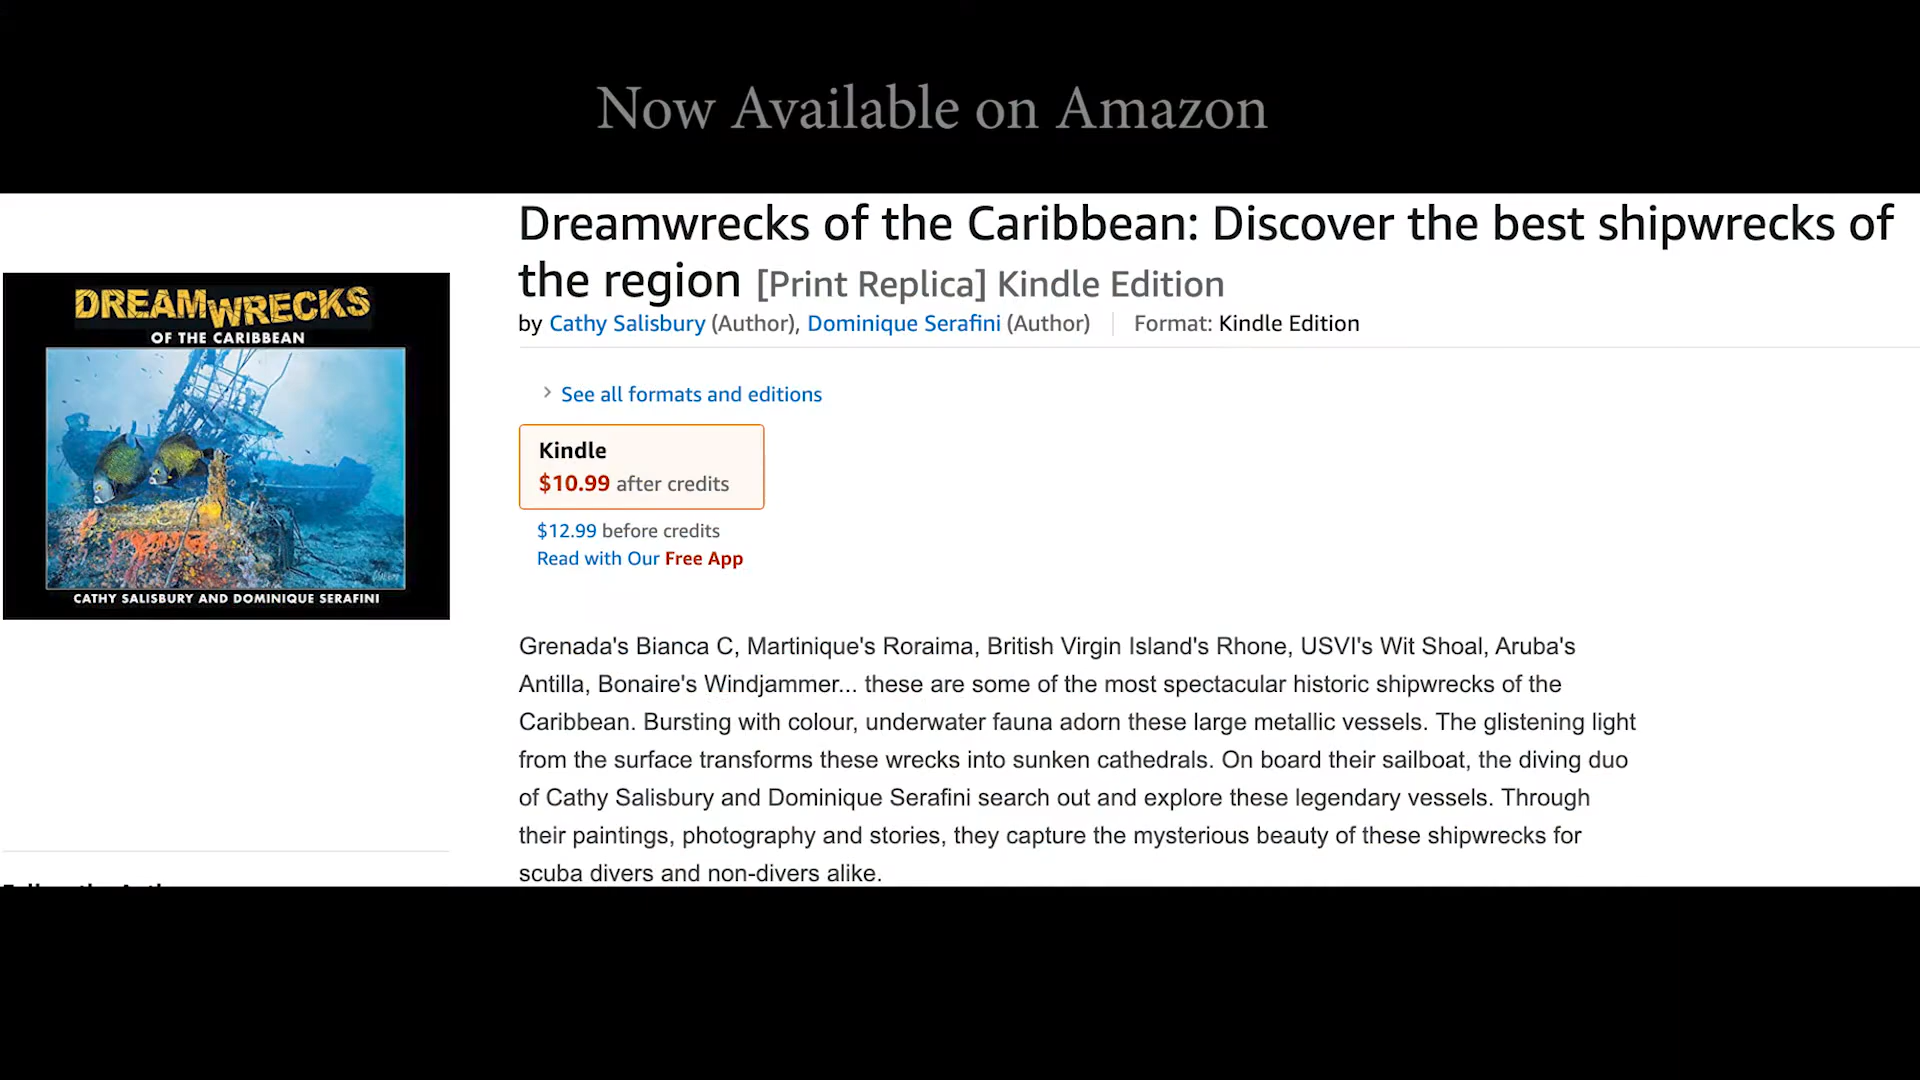 Now Available on Amazon
DREAMWRECKS
OF THE CARIBBEAN
CATHY SALISBURY AND DOMINIQUE SERAFINI
Dreamwrecks of the Caribbean: Discover the best shipwrecks of
the region [Print Replica] Kindle Edition
by Cathy Salisbury (Author), Dominique Serafini (Author) Format: Kindle Edition
See all formats and editions
Kindle
$10.99 after credits
$12.99 before credits
Read with Our Free App
Grenada's Bianca C, Martinique's Roraima, British Virgin Island's Rhone, USVI's Wit Shoal, Aruba's
Antilla, Bonaire's Windjammer... these are some of the most spectacular historic shipwrecks of the
Caribbean. Bursting with colour, underwater fauna adorn these large metallic vessels. The glistening light
from the surface transforms these wrecks into sunken cathedrals. On board their sailboat, the diving duo
of Cathy Salisbury and Dominique Serafini search out and explore these legendary vessels. Through
their paintings, photography and stories, they capture the mysterious beauty of these shipwrecks for
scuba divers and non-divers alike.